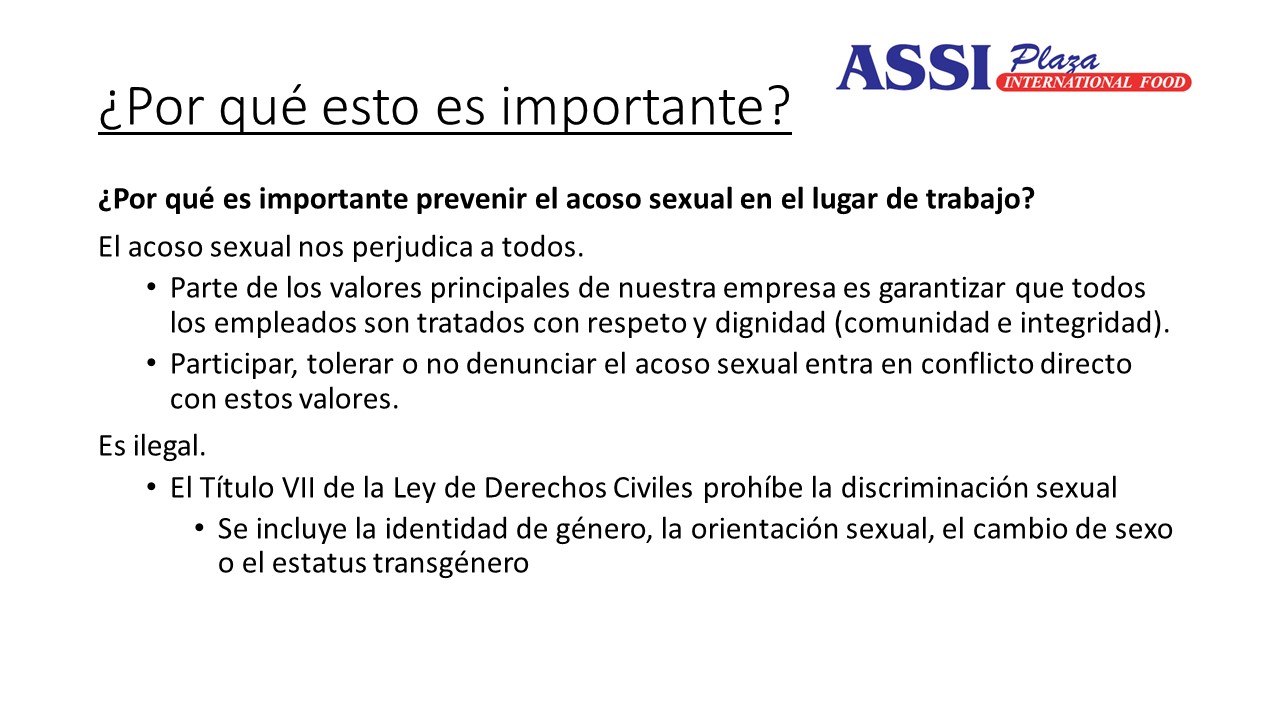 ASSI Plaza
INTERNATIONAL FOOD
¿Por qué esto es importante?
¿Por qué es importante prevenir el acoso sexual en el lugar de trabajo?
El acoso sexual nos perjudica a todos.
• Parte de los valores principales de nuestra empresa es garantizar que todos
los empleados son tratados con respeto y dignidad (comunidad e integridad).
• Participar, tolerar o no denunciar el acoso sexual entra en conflicto directo
con estos valores.
Es ilegal.
• El Título VII de la Ley de Derechos Civiles prohíbe la discriminación sexual
• Se incluye la identidad de género, la orientación sexual, el cambio de sexo
o el estatus transgénero